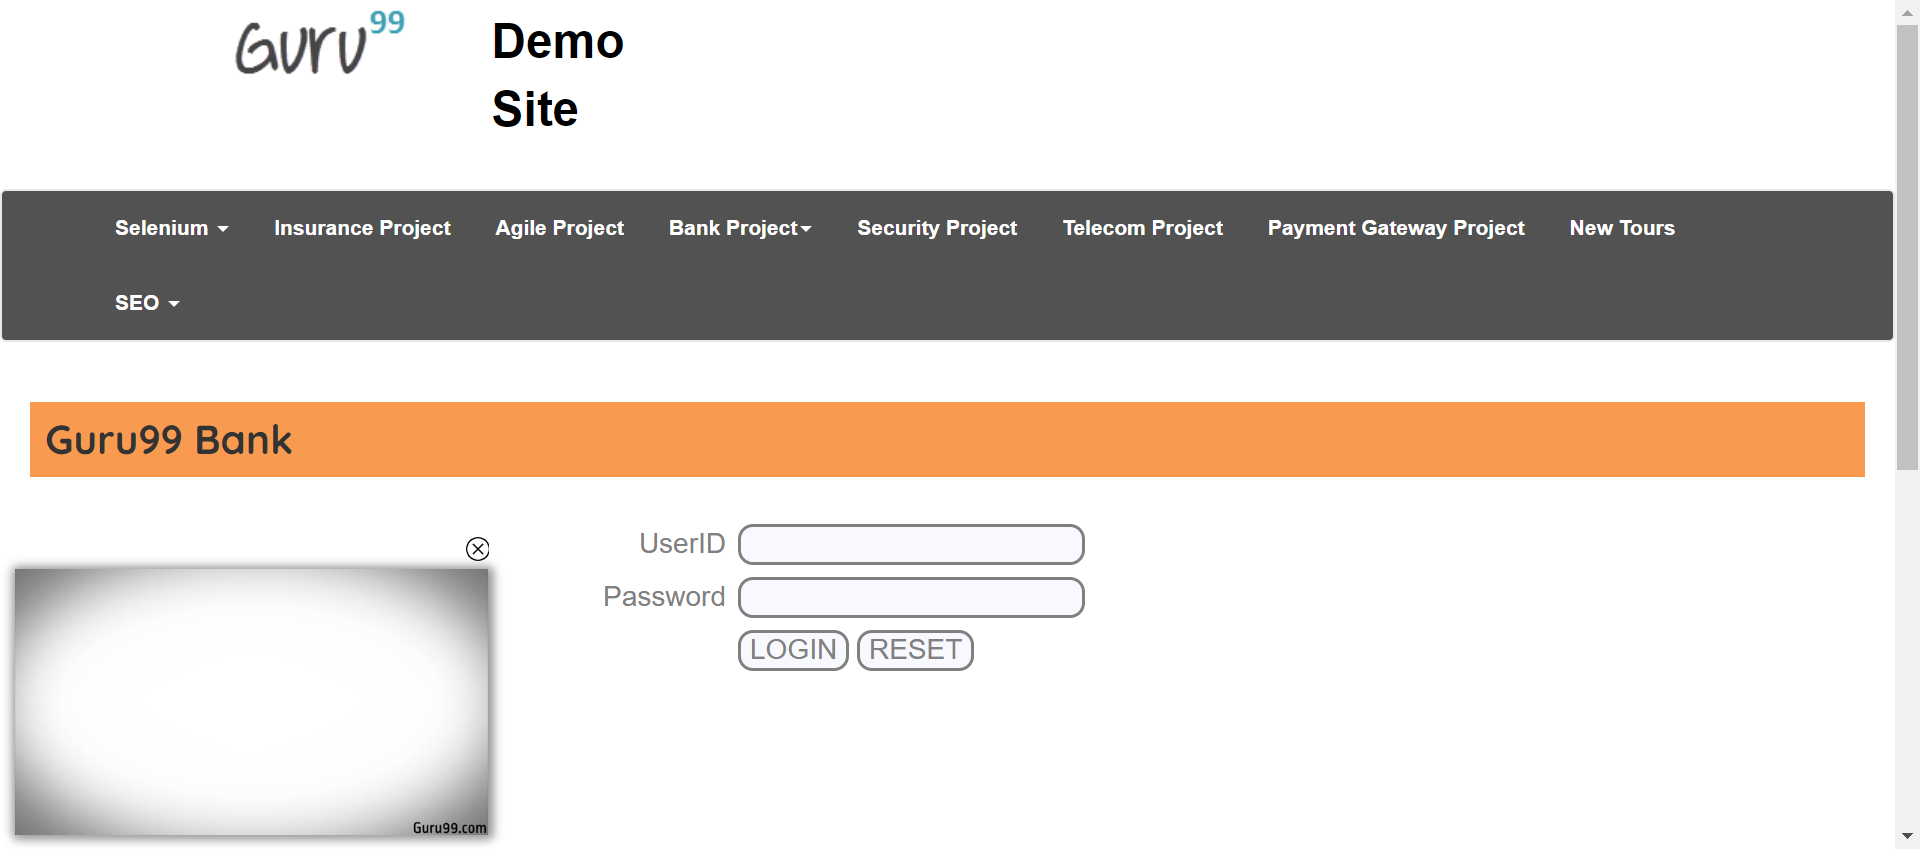 Guru99
Demo
Site
Selenium
Insurance Project
Agile Project
Bank Project
Security Project
Telecom Project
Payment Gateway Project
New Tours
SEO
Guru99 Bank
UserID
Password
LOGIN
RESET
Guru99.com